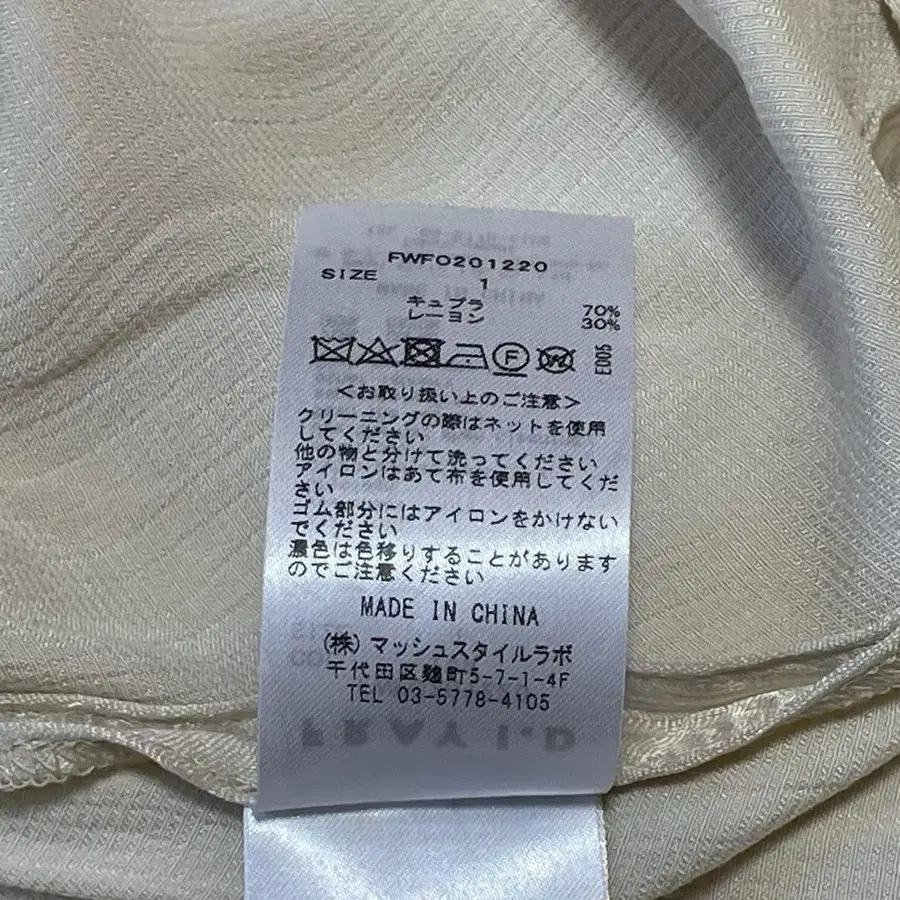 FWFO201220
SIZE 1
キュプラ 70%
レーヨン 30%
F W E005
＜お取り扱い上のご注意＞
クリーニングの際はネットを使用
してください
他の物と分けて洗ってください
アイロンはあて布を使用してくだ
さい
ゴム部分にはアイロンをかけない
でください
濃色は色移りすることがあります
のでご注意ください
MADE IN CHINA
(株) マッシュスタイルラボ
千代田区麹町5-7-1-4F
TEL 03-5778-4105
FRAY I.D